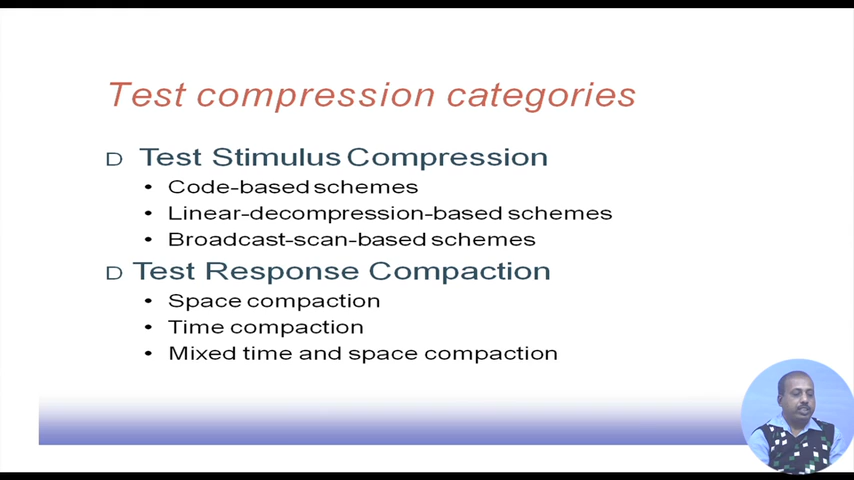 Test compression categories
D Test Stimulus Compression
• Code-based schemes
• Linear-decompression-based schemes
• Broadcast-scan-based schemes
D Test Response Compaction
• Space compaction
• Time compaction
• Mixed time and space compaction